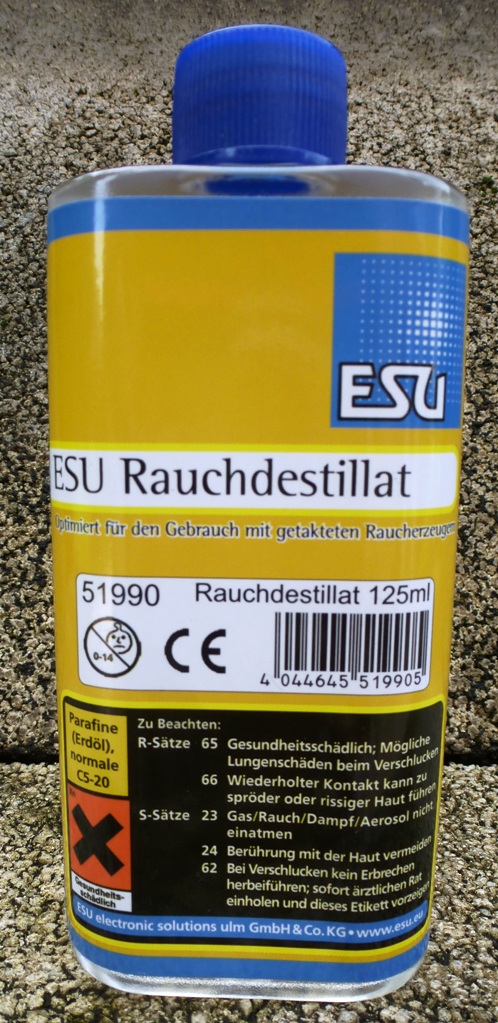 ESU
ESU Rauchdestillat
Optimiert für den Gebrauch mit getakteten Raucherzeugern
51990 Rauchdestillat 125ml
0-14
CE
4 044645 519905
Parafine
(Erdöl),
normale
C5-20
Gesundheits-
schädlich
Zu Beachten:
R-Sätze 65 Gesundheitsschädlich; Mögliche
Lungenschäden beim Verschlucken
66 Wiederholter Kontakt kann zu
spröder oder rissiger Haut führen
S-Sätze 23 Gas/Rauch/Dampf/Aerosol nicht
einatmen
24 Berührung mit der Haut vermeiden
62 Bei Verschlucken kein Erbrechen
herbeiführen; sofort ärztlichen Rat
einholen und dieses Etikett vorzeigen
ESU electronic solutions ulm GmbH & Co. KG • www.esu.eu